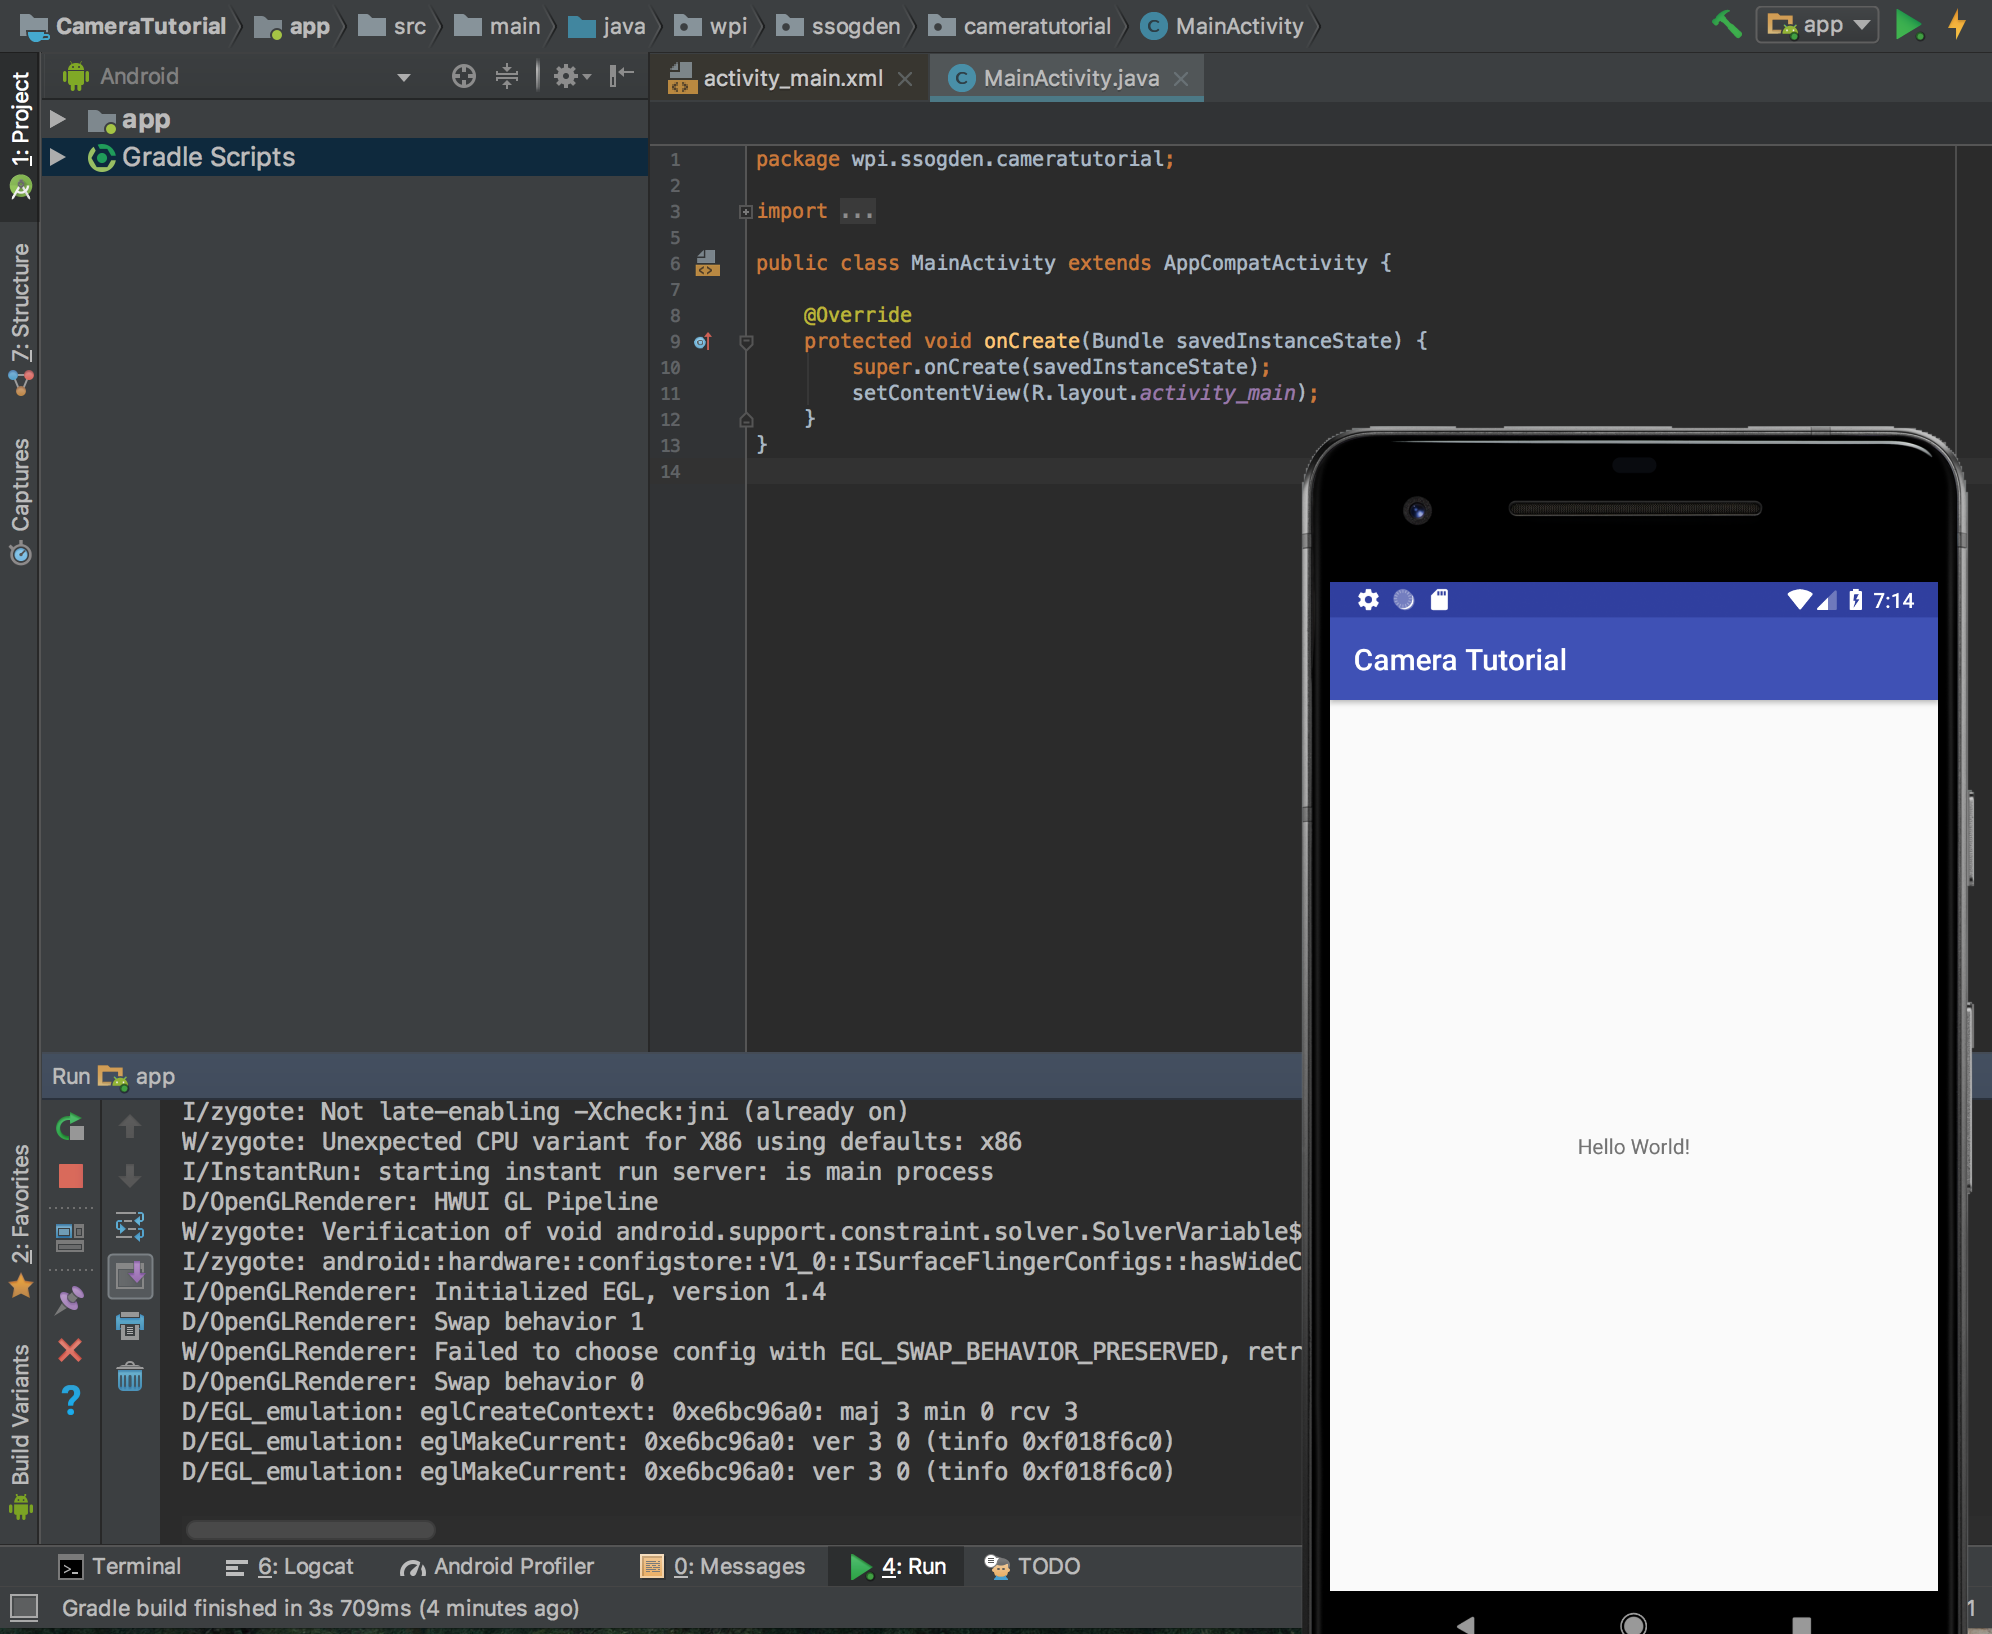 CameraTutorial app src main java wpi ssogden cameratutorial MainActivity app
Android
activity_main.xml MainActivity.java
1: Project
7: Structure
Captures
2: Favorites
Build Variants
app
Gradle Scripts
1 package wpi.ssogden.cameratutorial;
2
3 import ...
5
6 public class MainActivity extends AppCompatActivity {
7
8 @Override
9 protected void onCreate(Bundle savedInstanceState) {
10 super.onCreate(savedInstanceState);
11 setContentView(R.layout.activity_main);
12 }
13 }
14
7:14
Camera Tutorial
Hello World!
Run app
I/zygote: Not late-enabling -Xcheck:jni (already on)
W/zygote: Unexpected CPU variant for X86 using defaults: x86
I/InstantRun: starting instant run server: is main process
D/OpenGLRenderer: HWUI GL Pipeline
W/zygote: Verification of void android.support.constraint.solver.SolverVariable$
I/zygote: android::hardware::configstore::V1_0::ISurfaceFlingerConfigs::hasWideC
I/OpenGLRenderer: Initialized EGL, version 1.4
D/OpenGLRenderer: Swap behavior 1
W/OpenGLRenderer: Failed to choose config with EGL_SWAP_BEHAVIOR_PRESERVED, retr
D/OpenGLRenderer: Swap behavior 0
D/EGL_emulation: eglCreateContext: 0xe6bc96a0: maj 3 min 0 rcv 3
D/EGL_emulation: eglMakeCurrent: 0xe6bc96a0: ver 3 0 (tinfo 0xf018f6c0)
D/EGL_emulation: eglMakeCurrent: 0xe6bc96a0: ver 3 0 (tinfo 0xf018f6c0)
Terminal 6: Logcat Android Profiler 0: Messages 4: Run TODO
Gradle build finished in 3s 709ms (4 minutes ago)
1